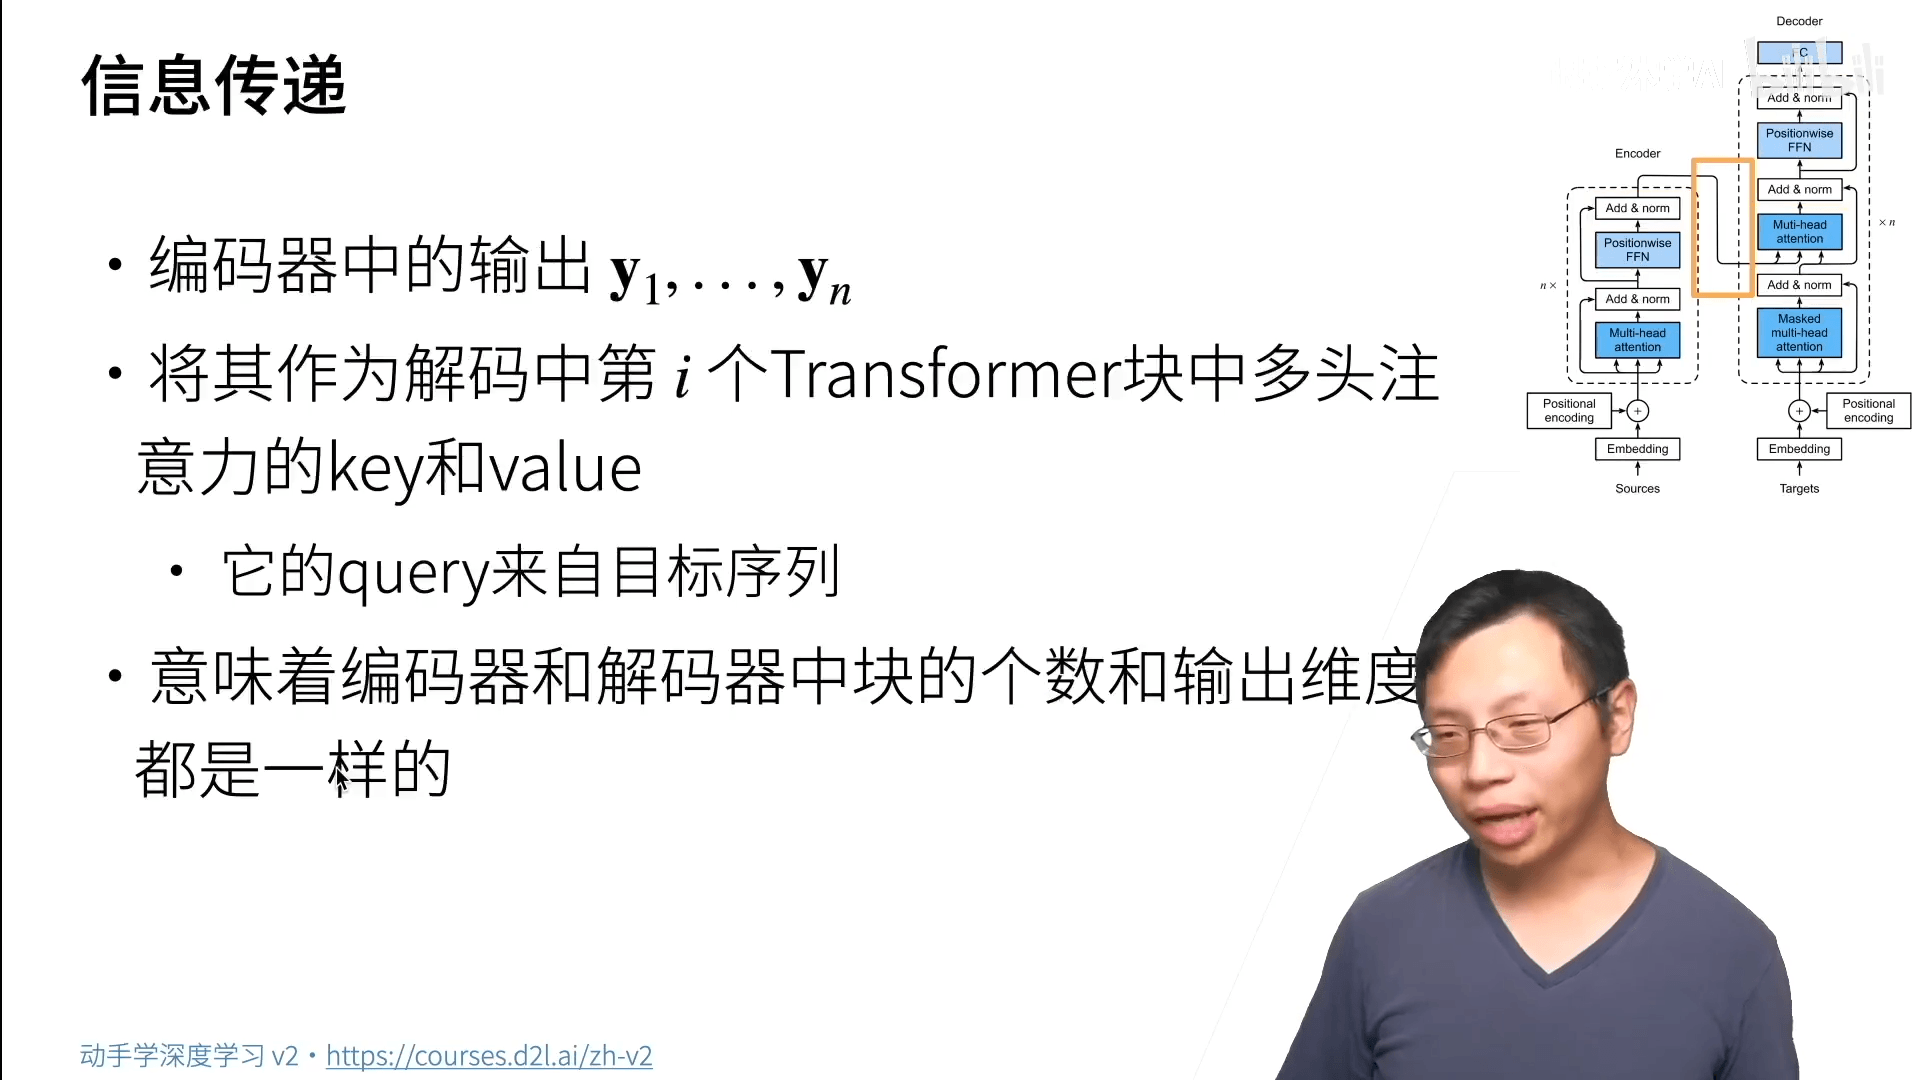 信息传递
• 编码器中的输出 y1, . . . , yn
• 将其作为解码中第 i 个Transformer块中多头注
意力的key和value
• 它的query来自目标序列
• 意味着编码器和解码器中块的个数和输出维度
都是一样的
动手学深度学习 v2 • https://courses.d2l.ai/zh-v2
Encoder
Add & norm
Positionwise
FFN
n ×
Add & norm
Multi-head
attention
Positional
encoding
+
Embedding
Sources
Decoder
Add & norm
Positionwise
FFN
Add & norm
× n
Muti-head
attention
Add & norm
Masked
multi-head
attention
+
Positional
encoding
Embedding
Targets